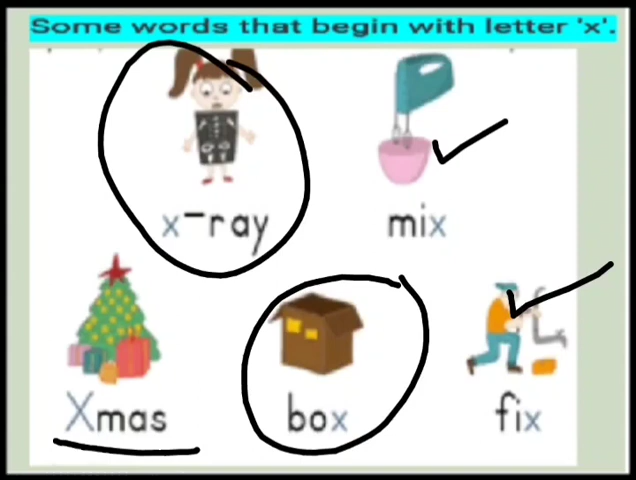 Some words that begin with letter 'x'.
x-ray mix
Xmas box fix